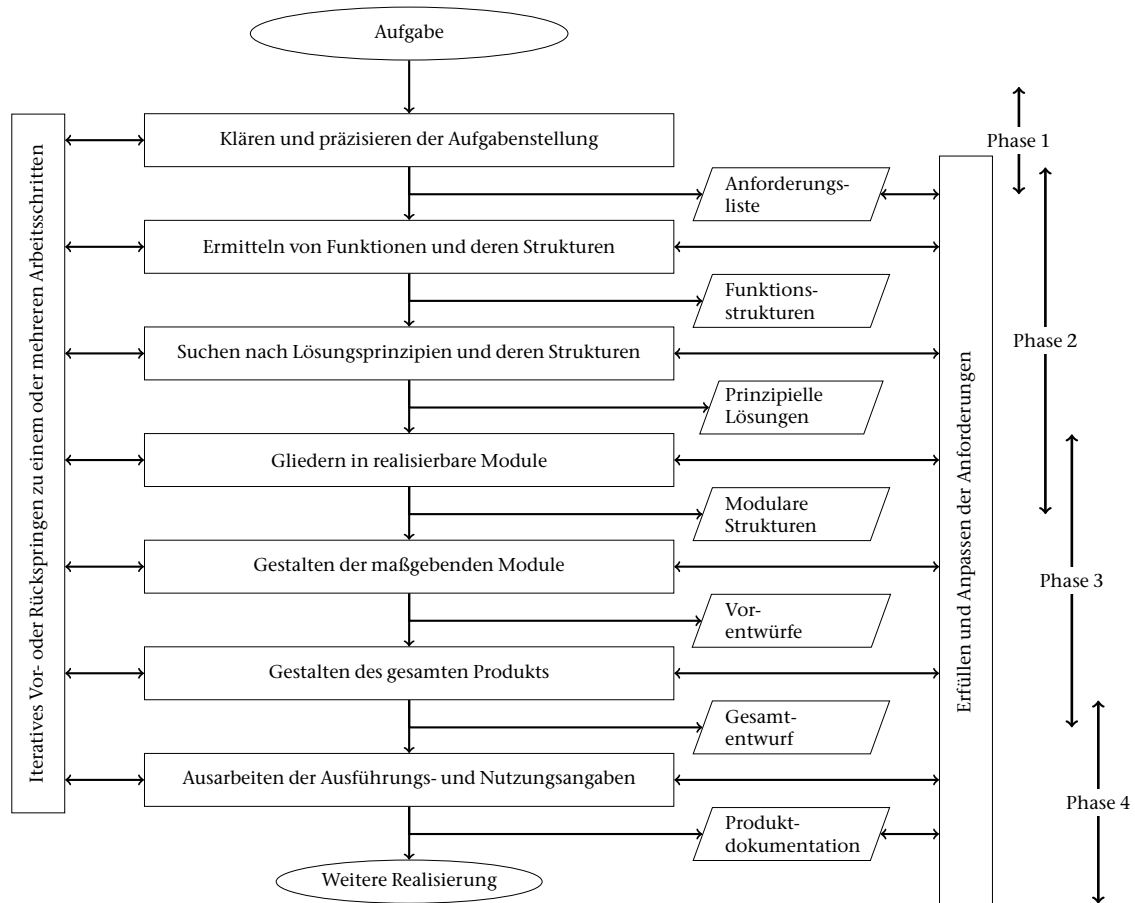 Aufgabe
Klären und präzisieren der Aufgabenstellung
Phase 1
Anforderungs-
liste
Ermitteln von Funktionen und deren Strukturen
Funktions-
strukturen
Phase 2
Suchen nach Lösungsprinzipien und deren Strukturen
Prinzipielle
Lösungen
Gliedern in realisierbare Module
Modulare
Strukturen
Gestalten der maßgebenden Module
Phase 3
Vor-
entwürfe
Gestalten des gesamten Produkts
Gesamt-
entwurf
Ausarbeiten der Ausführungs- und Nutzungsangaben
Phase 4
Produkt-
dokumentation
Weitere Realisierung
Iteratives Vor- oder Rückspringen zu einem oder mehreren Arbeitsschritten
Erfüllen und Anpassen der Anforderungen